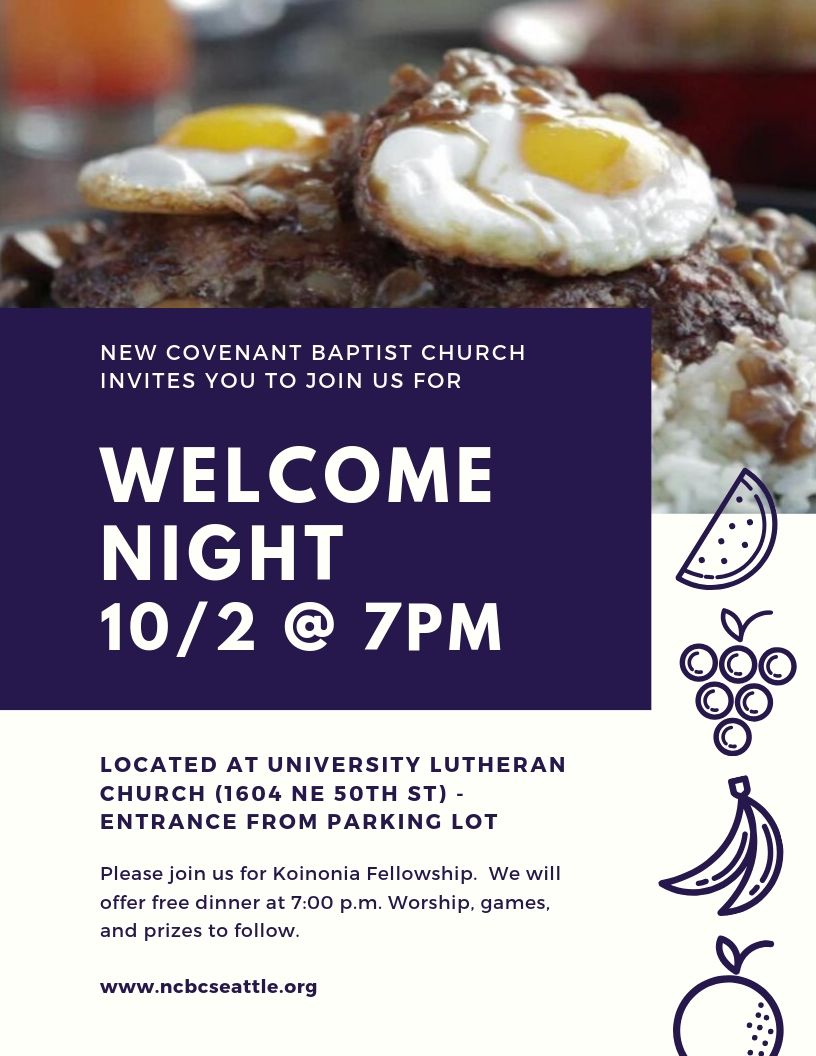 NEW COVENANT BAPTIST CHURCH
INVITES YOU TO JOIN US FOR
WELCOME
NIGHT
10/2 @ 7PM
LOCATED AT UNIVERSITY LUTHERAN
CHURCH (1604 NE 50TH ST) -
ENTRANCE FROM PARKING LOT
Please join us for Koinonia Fellowship.  We will
offer free dinner at 7:00 p.m. Worship, games,
and prizes to follow.
www.ncbcseattle.org